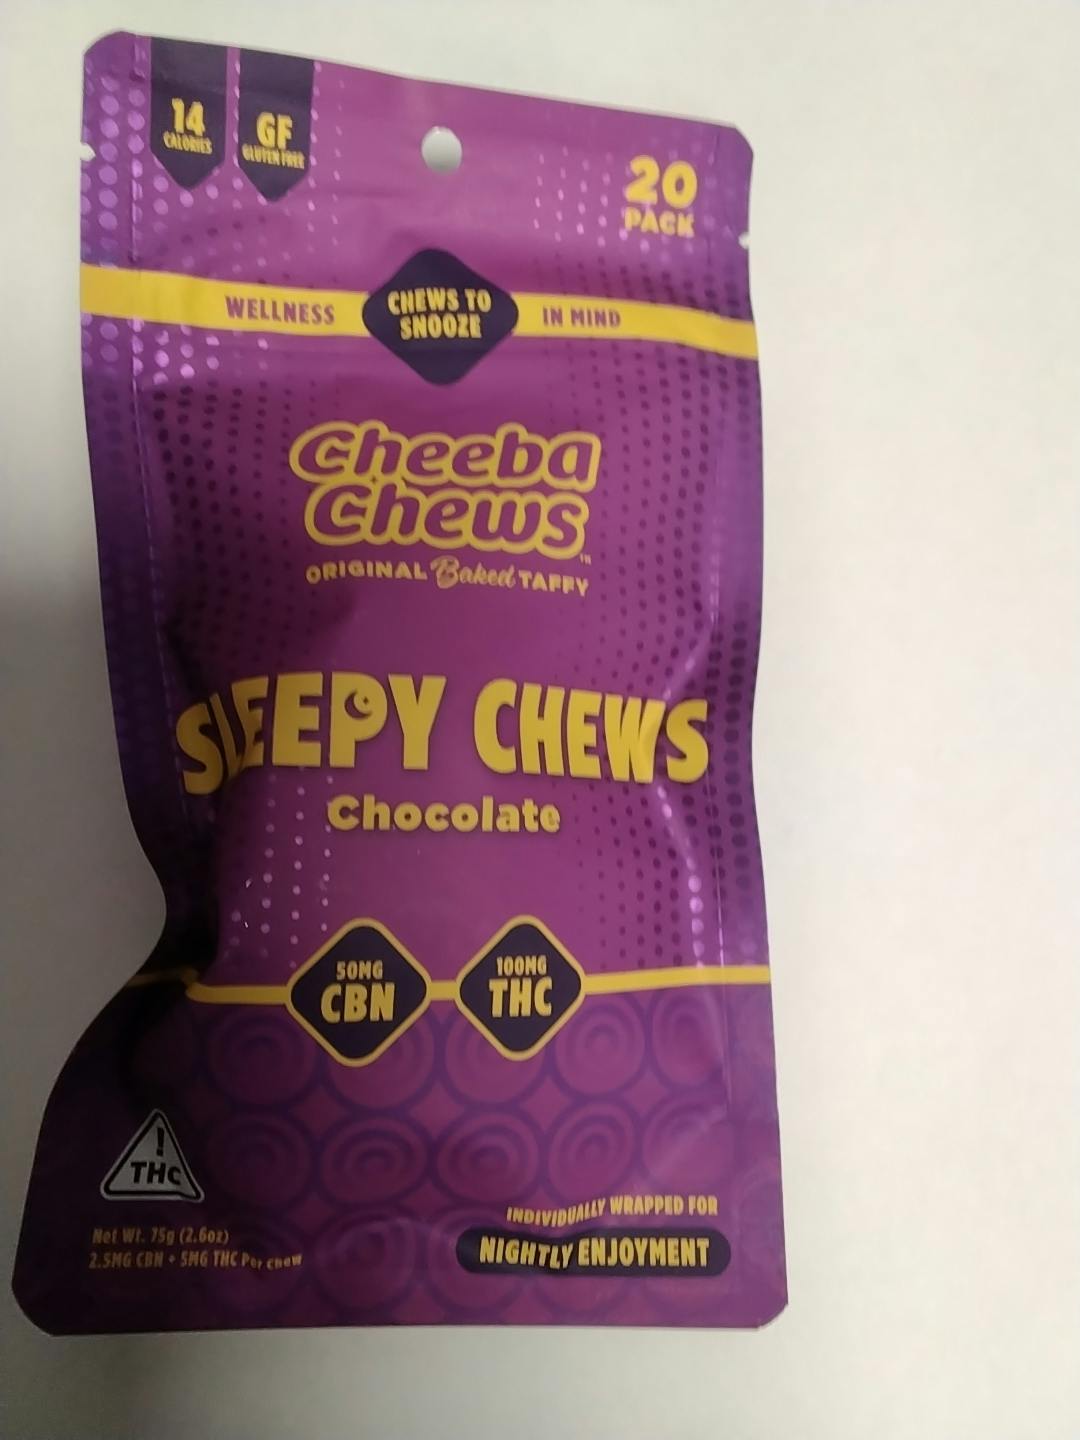 14
CALORIES
GF
GLUTEN FREE
20
PACK
WELLNESS
CHEWS TO
SNOOZE
IN MIND
Cheeba
Chews™
ORIGINAL Baked TAFFY
SLEEPY CHEWS
Chocolate
50MG
CBN
100MG
THC
!
THC
INDIVIDUALLY WRAPPED FOR
NIGHTLY ENJOYMENT
Net Wt. 75g (2.6oz)
2.5MG CBN + 5MG THC Per Chew